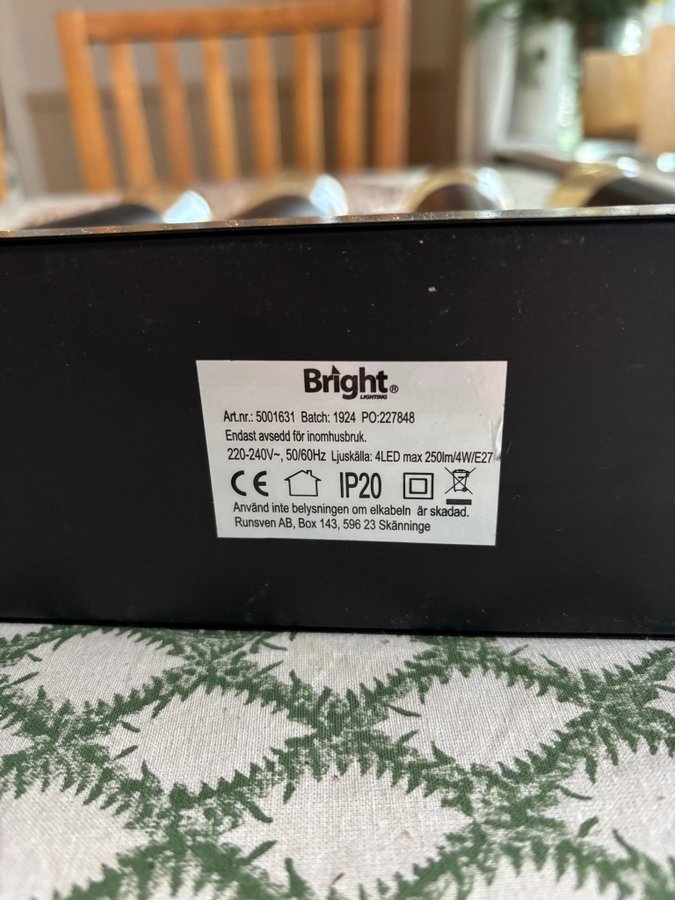 Bright®
LIGHTING
Art.nr.: 5001631 Batch: 1924 PO:227848
Endast avsedd för inomhusbruk.
220-240V~, 50/60Hz Ljuskälla: 4LED max 250lm/4W/E27
CE IP20
Använd inte belysningen om elkabeln är skadad.
Runsven AB, Box 143, 596 23 Skänninge